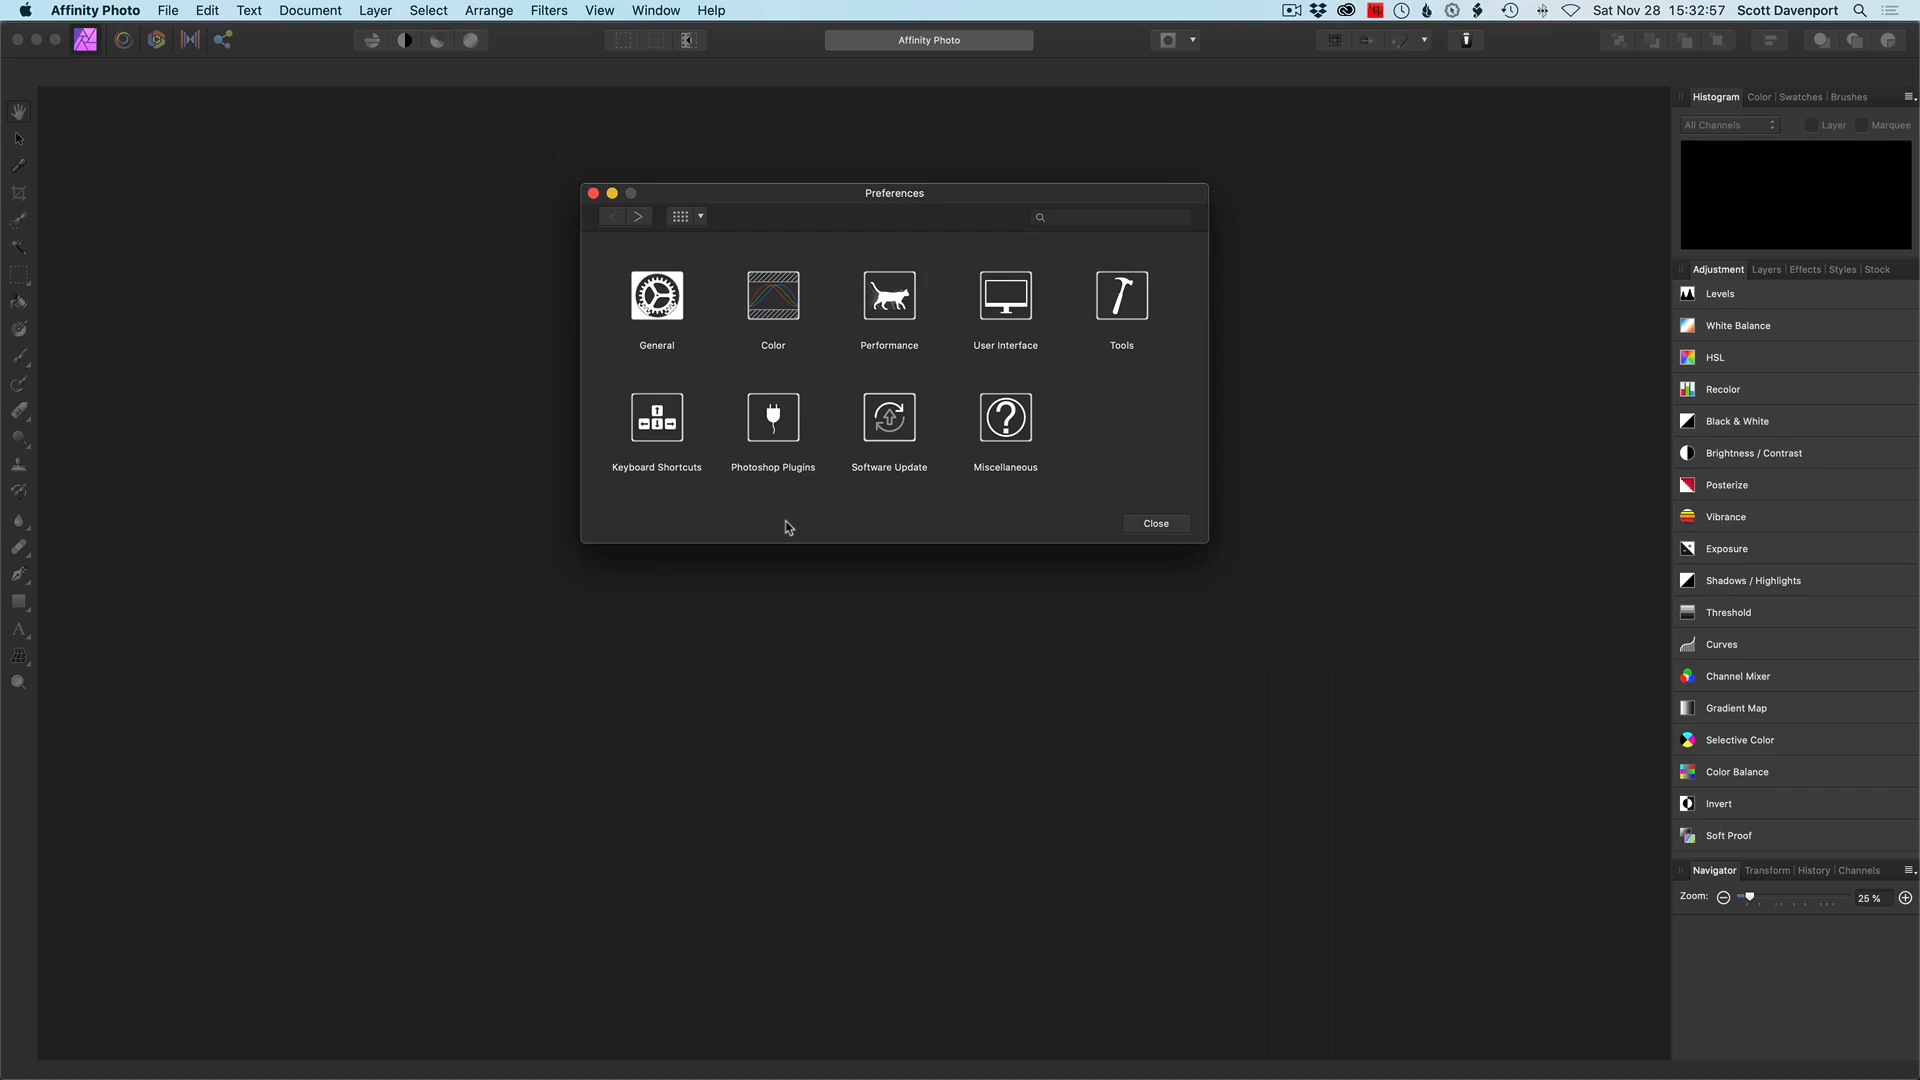 Affinity Photo File Edit Text Document Layer Select Arrange Filters View Window Help Sat Nov 28 15:32:57 Scott Davenport
Affinity Photo
Histogram Color Swatches Brushes
All Channels Layer Marquee
Preferences
Adjustment Layers Effects Styles Stock
Levels
White Balance
General Color Performance User Interface Tools
HSL
Recolor
Black & White
Brightness / Contrast
Keyboard Shortcuts Photoshop Plugins Software Update Miscellaneous
Posterize
Vibrance
Close
Exposure
Shadows / Highlights
Threshold
Curves
Channel Mixer
Gradient Map
Selective Color
Color Balance
Invert
Soft Proof
Navigator Transform History Channels
Zoom: 25 %